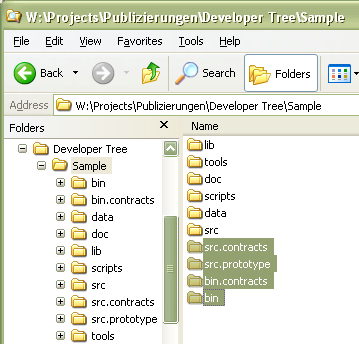 W:\Projects\Publizierungen\Developer Tree\Sample
File Edit View Favorites Tools Help
Back Search Folders
Address W:\Projects\Publizierungen\Developer Tree\Sample
Folders
Developer Tree
Sample
bin
bin.contracts
data
doc
lib
scripts
src
src.contracts
src.prototype
tools
Name
lib
tools
doc
scripts
data
src
src.contracts
src.prototype
bin.contracts
bin